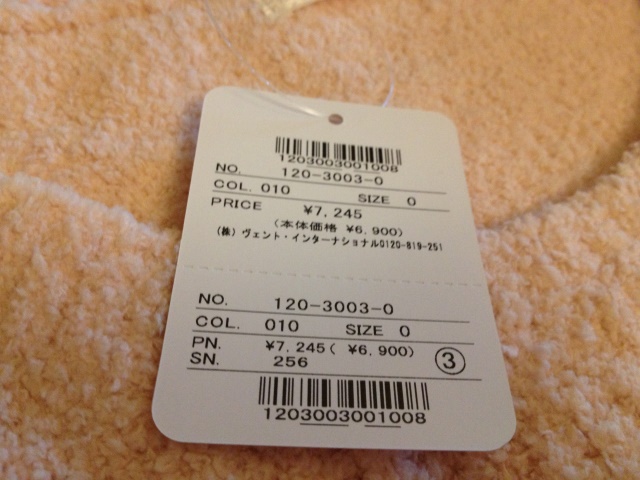 1203003001008
NO. 120-3003-0
COL. 010 SIZE 0
PRICE ¥7,245
(本体価格 ¥6,900)
(株) ヴェント・インターナショナル0120-819-251
NO. 120-3003-0
COL. 010 SIZE 0
PN. ¥7,245( ¥6,900)
SN. 256 ③
1203003001008